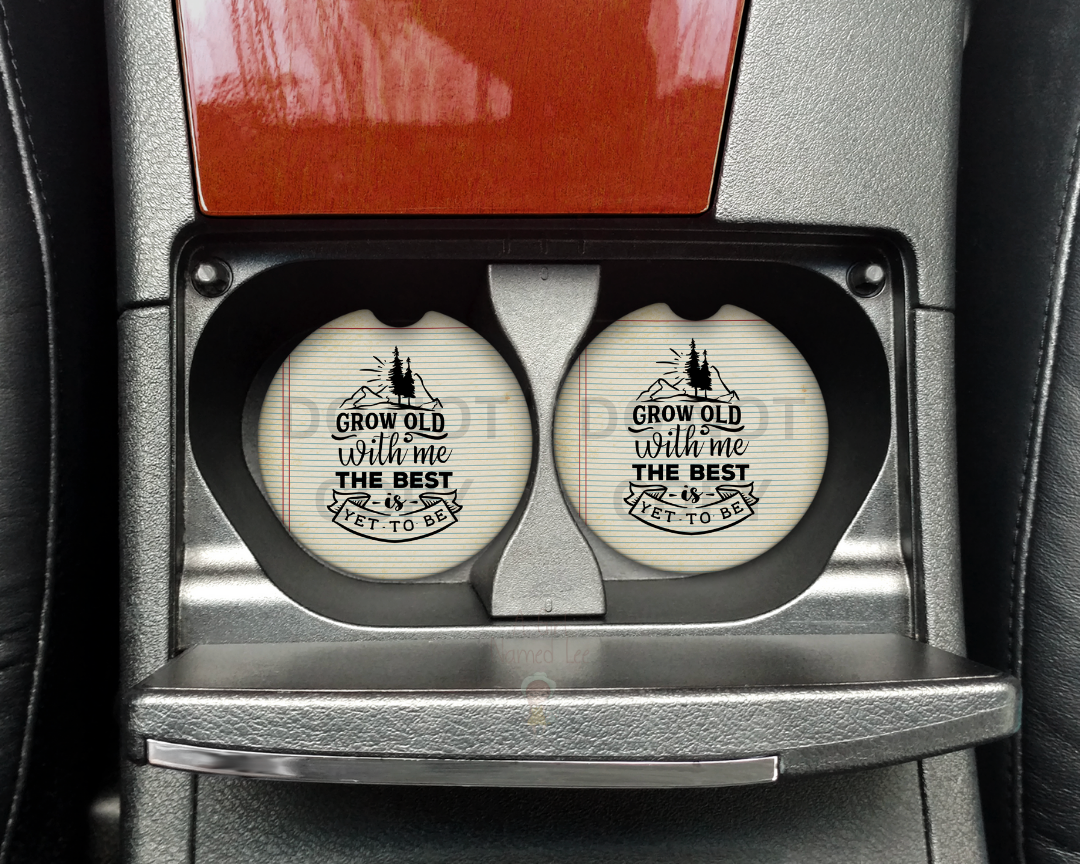 GROW OLD
with me
THE BEST
- is -
YET - TO BE
GROW OLD
with me
THE BEST
- is -
YET - TO BE